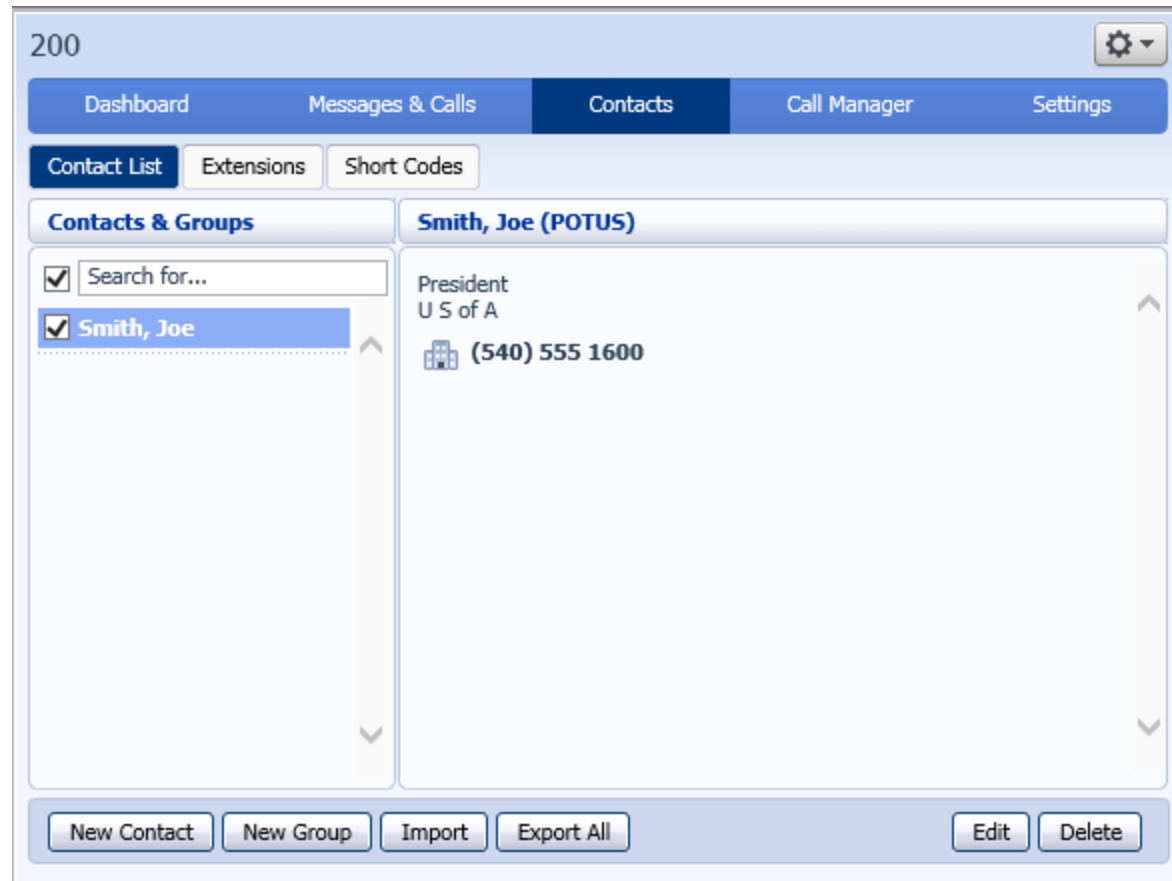 200
Dashboard Messages & Calls Contacts Call Manager Settings
Contact List Extensions Short Codes
Contacts & Groups
Search for...
Smith, Joe
Smith, Joe (POTUS)
President
U S of A
(540) 555 1600
New Contact New Group Import Export All Edit Delete